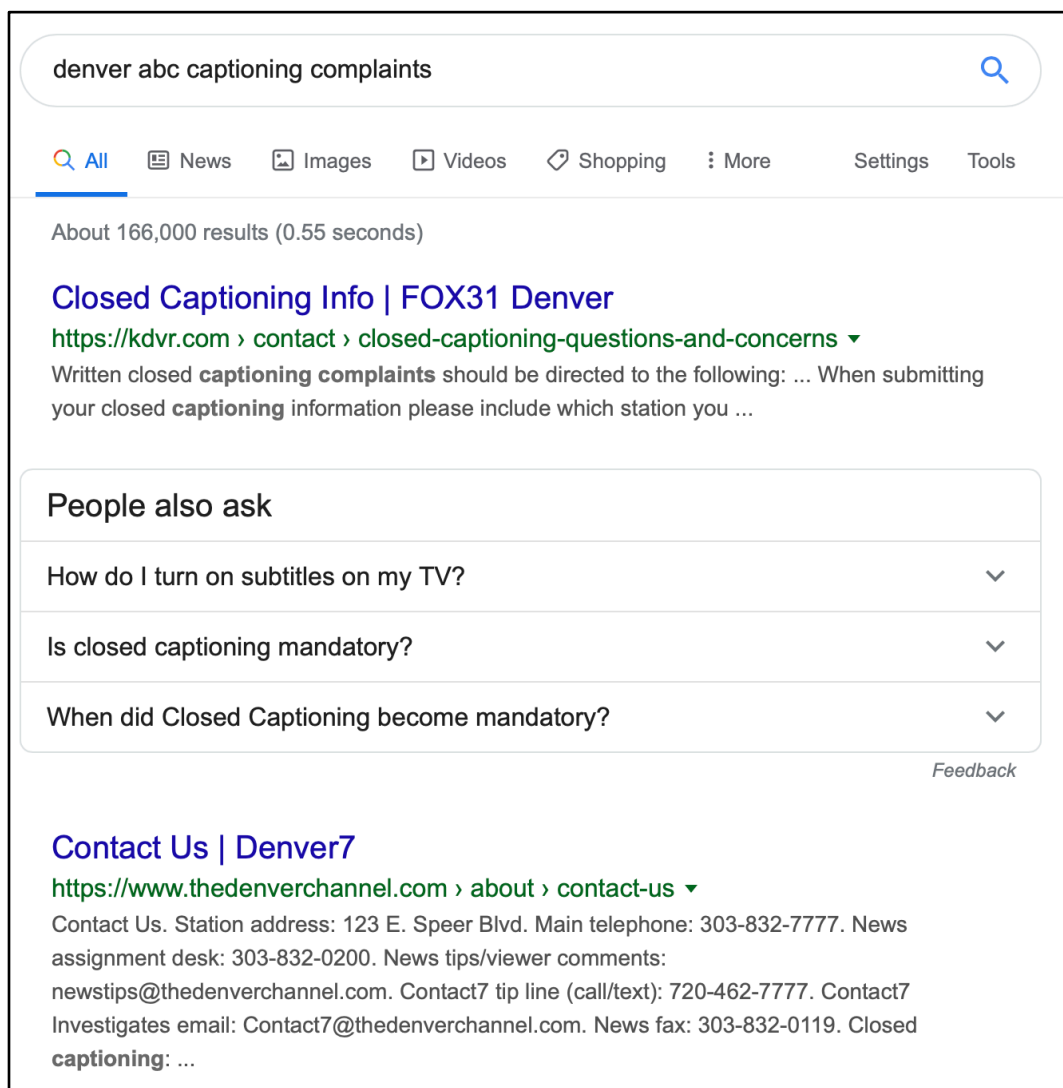 denver abc captioning complaints
All News Images Videos Shopping More Settings Tools
About 166,000 results (0.55 seconds)
Closed Captioning Info | FOX31 Denver
https://kdvr.com › contact › closed-captioning-questions-and-concerns
Written closed captioning complaints should be directed to the following: ... When submitting
your closed captioning information please include which station you ...
People also ask
How do I turn on subtitles on my TV?
Is closed captioning mandatory?
When did Closed Captioning become mandatory?
Feedback
Contact Us | Denver7
https://www.thedenverchannel.com › about › contact-us
Contact Us. Station address: 123 E. Speer Blvd. Main telephone: 303-832-7777. News
assignment desk: 303-832-0200. News tips/viewer comments:
newstips@thedenverchannel.com. Contact7 tip line (call/text): 720-462-7777. Contact7
Investigates email: Contact7@thedenverchannel.com. News fax: 303-832-0119. Closed
captioning: ...